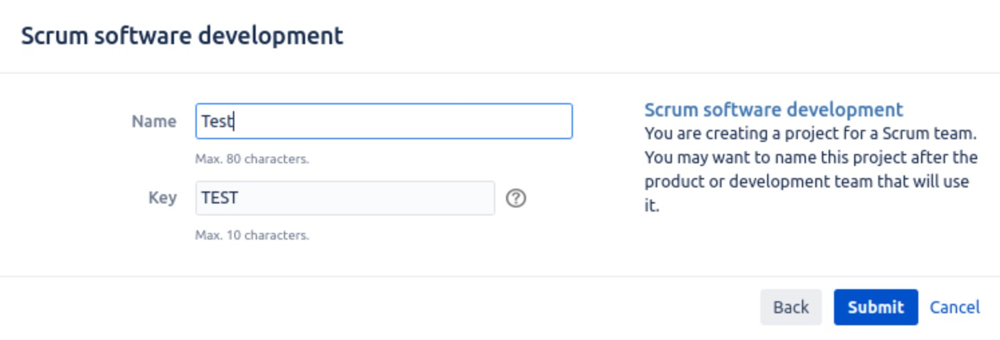 Scrum software development
Name Test
Max. 80 characters.
Key TEST ?
Max. 10 characters.
Scrum software development
You are creating a project for a Scrum team.
You may want to name this project after the
product or development team that will use
it.
Back Submit Cancel